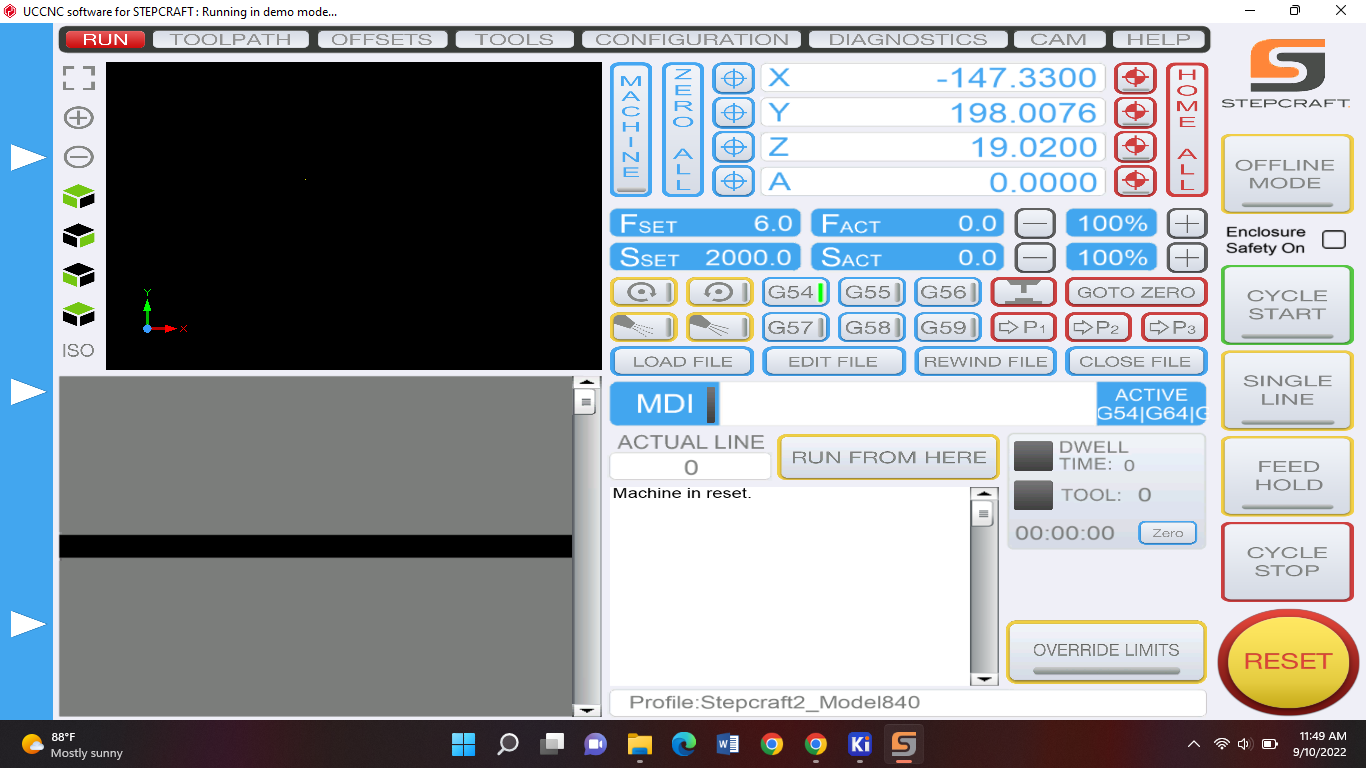 UCCNC software for STEPCRAFT : Running in demo mode...
RUN TOOLPATH OFFSETS TOOLS CONFIGURATION DIAGNOSTICS CAM HELP
STEPCRAFT
MACHINE
ZERO ALL
X -147.3300
Y 198.0076
Z 19.0200
A 0.0000
HOME ALL
OFFLINE
MODE
Enclosure
Safety On
FSET 6.0 FACT 0.0 100%
SSET 2000.0 SACT 0.0 100%
G54 G55 G56 GOTO ZERO
G57 G58 G59 P1 P2 P3
LOAD FILE EDIT FILE REWIND FILE CLOSE FILE
CYCLE
START
Y
X
ISO
MDI
ACTIVE
G54|G64|G
SINGLE
LINE
ACTUAL LINE
0
RUN FROM HERE
DWELL
TIME: 0
TOOL: 0
00:00:00 Zero
FEED
HOLD
Machine in reset.
CYCLE
STOP
OVERRIDE LIMITS
RESET
Profile:Stepcraft2_Model840
88°F
Mostly sunny
W
Ki
11:49 AM
9/10/2022